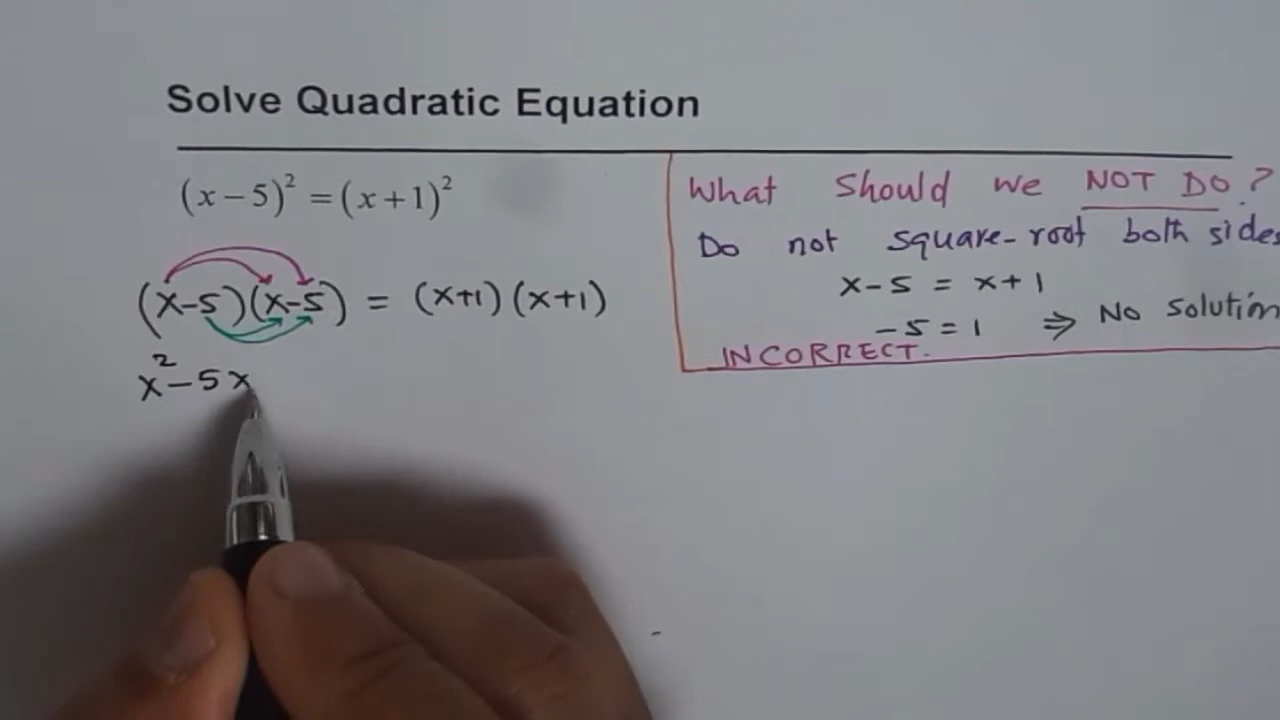 Solve Quadratic Equation
(x − 5)² = (x + 1)²
(x-5)(x-5) = (x+1)(x+1)
x² - 5x
What should we NOT DO?
Do not square-root both sides
x-5 = x+1
-5 = 1 ⇒ No solution
INCORRECT.